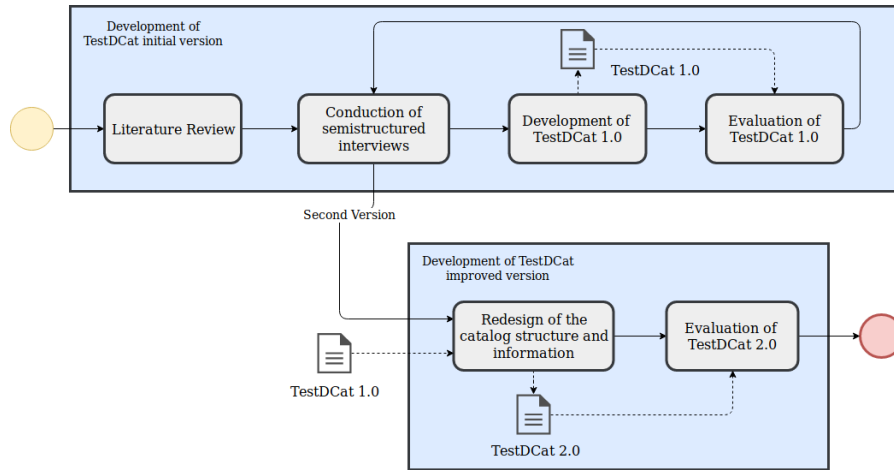 Development of
TestDCat initial version
TestDCat 1.0
Literature Review
Conduction of
semistructured
interviews
Development of
TestDCat 1.0
Evaluation of
TestDCat 1.0
Second Version
Development of TestDCat
improved version
Redesign of the
catalog structure and
information
Evaluation of
TestDCat 2.0
TestDCat 1.0
TestDCat 2.0